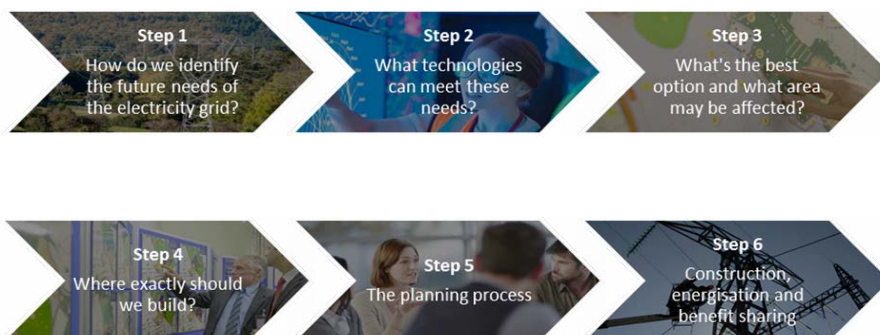 Step 1
How do we identify
the future needs of
the electricity grid?
Step 2
What technologies
can meet these
needs?
Step 3
What's the best
option and what area
may be affected?
Step 4
Where exactly should
we build?
Step 5
The planning process
Step 6
Construction,
energisation and
benefit sharing